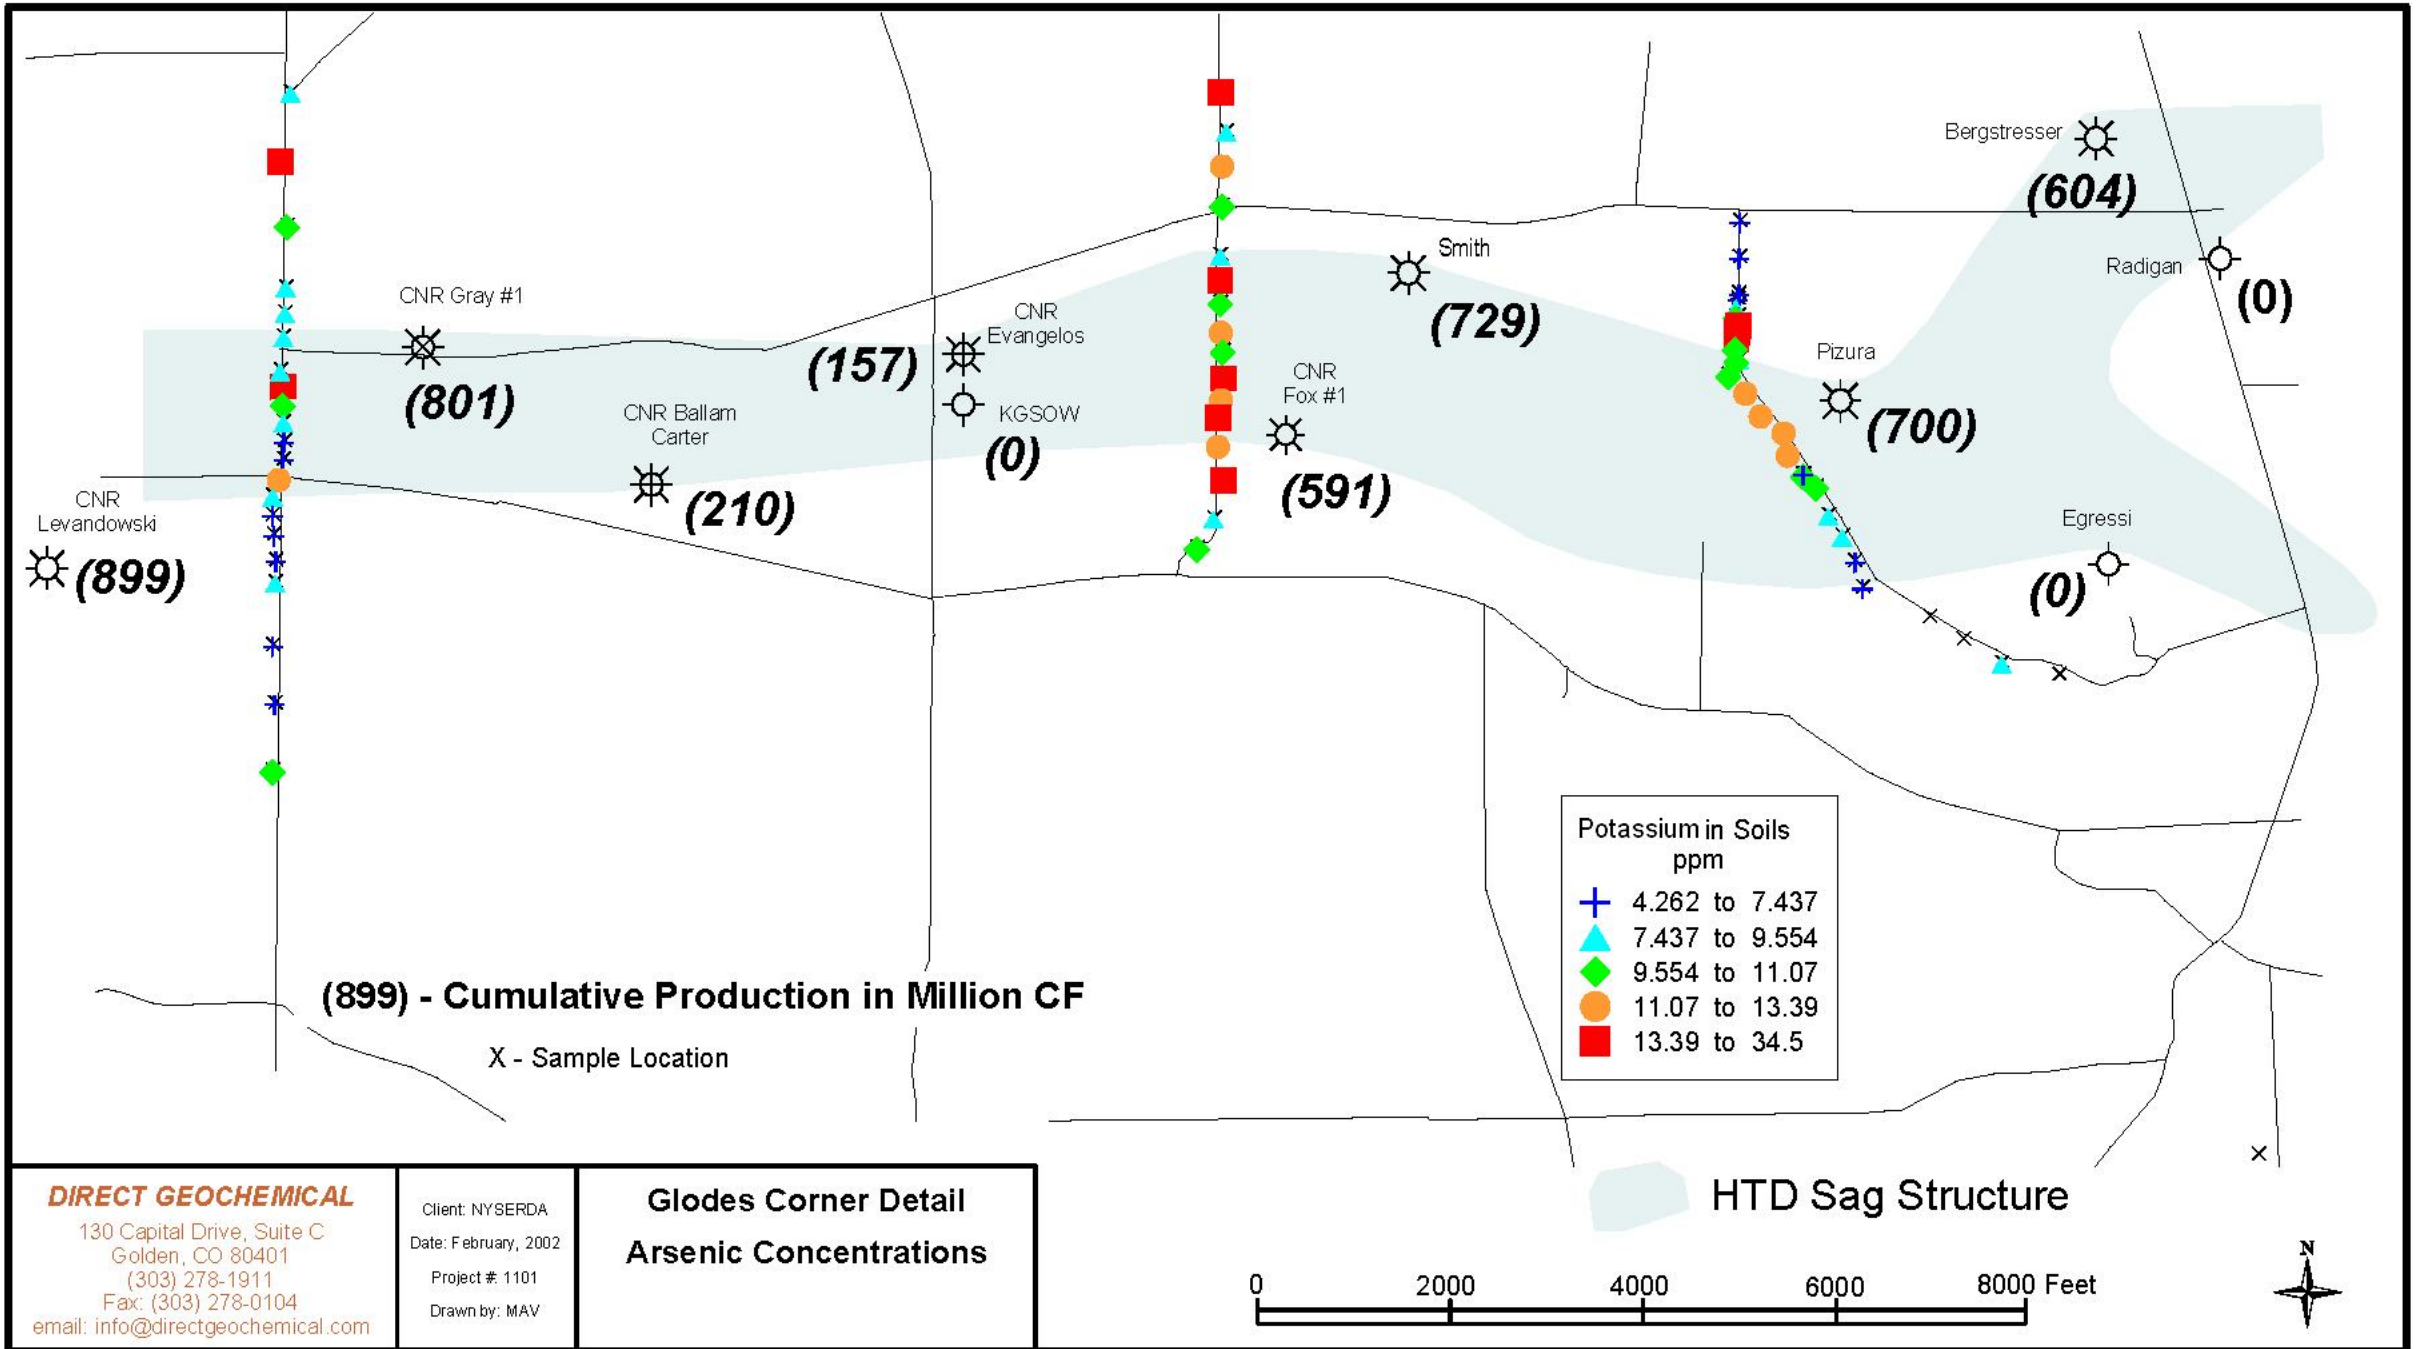 Bergstresser
(604)
Radigan
(0)
Smith
(729)
CNR Gray #1
(801)
CNR
Evangelos
(157)
KGSOW
(0)
CNR
Fox #1
(591)
Pizura
(700)
CNR Ballam
Carter
(210)
CNR
Levandowski
(899)
Egressi
(0)
Potassium in Soils
ppm
4.262 to 7.437
7.437 to 9.554
9.554 to 11.07
11.07 to 13.39
13.39 to 34.5
(899) - Cumulative Production in Million CF
X - Sample Location
HTD Sag Structure
DIRECT GEOCHEMICAL
130 Capital Drive, Suite C
Golden, CO 80401
(303) 278-1911
Fax: (303) 278-0104
email: info@directgeochemical.com
Client: NYSERDA
Date: February, 2002
Project #: 1101
Drawn by: MAV
Glodes Corner Detail
Arsenic Concentrations
0 2000 4000 6000 8000 Feet
N